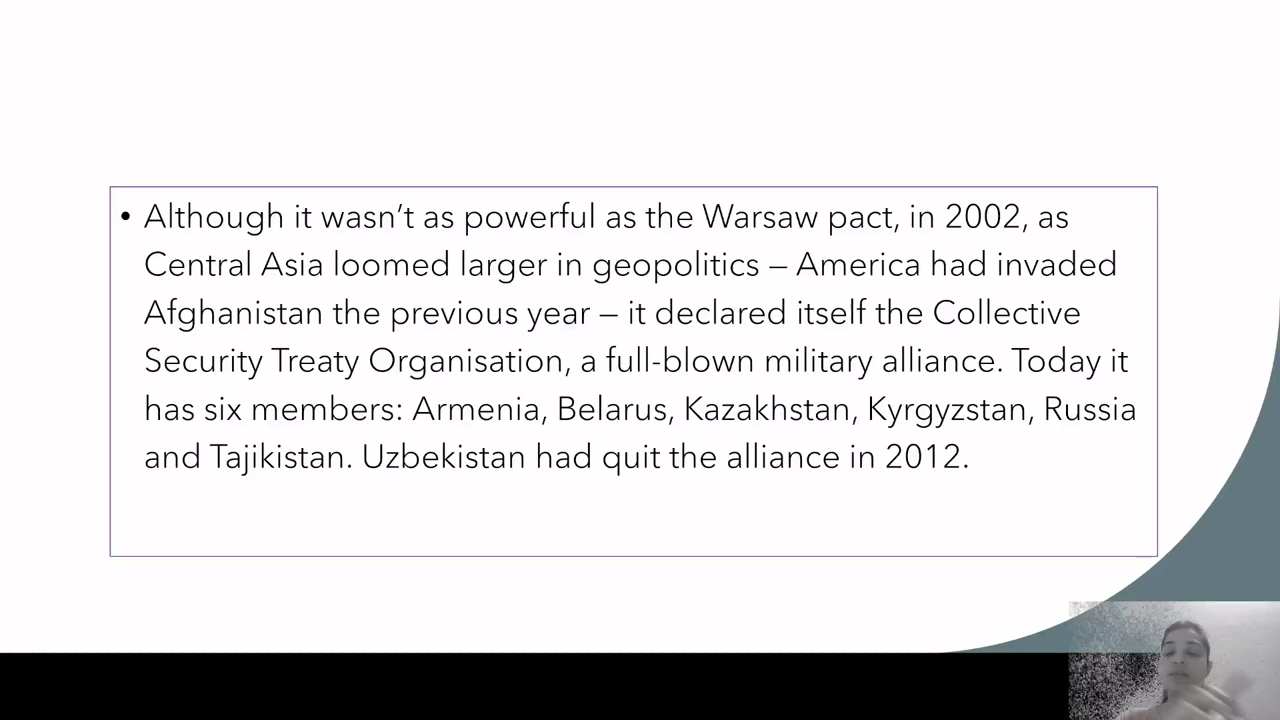 • Although it wasn’t as powerful as the Warsaw pact, in 2002, as
Central Asia loomed larger in geopolitics – America had invaded
Afghanistan the previous year – it declared itself the Collective
Security Treaty Organisation, a full-blown military alliance. Today it
has six members: Armenia, Belarus, Kazakhstan, Kyrgyzstan, Russia
and Tajikistan. Uzbekistan had quit the alliance in 2012.